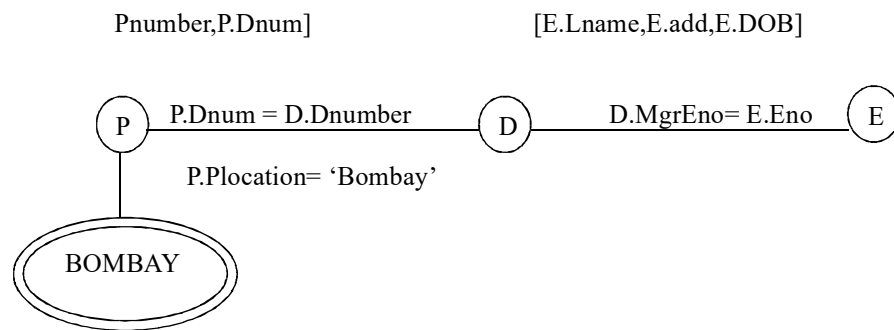 Pnumber,P.Dnum] [E.Lname,E.add,E.DOB]
P P.Dnum = D.Dnumber D D.MgrEno= E.Eno E
P.Plocation= ‘Bombay’
BOMBAY